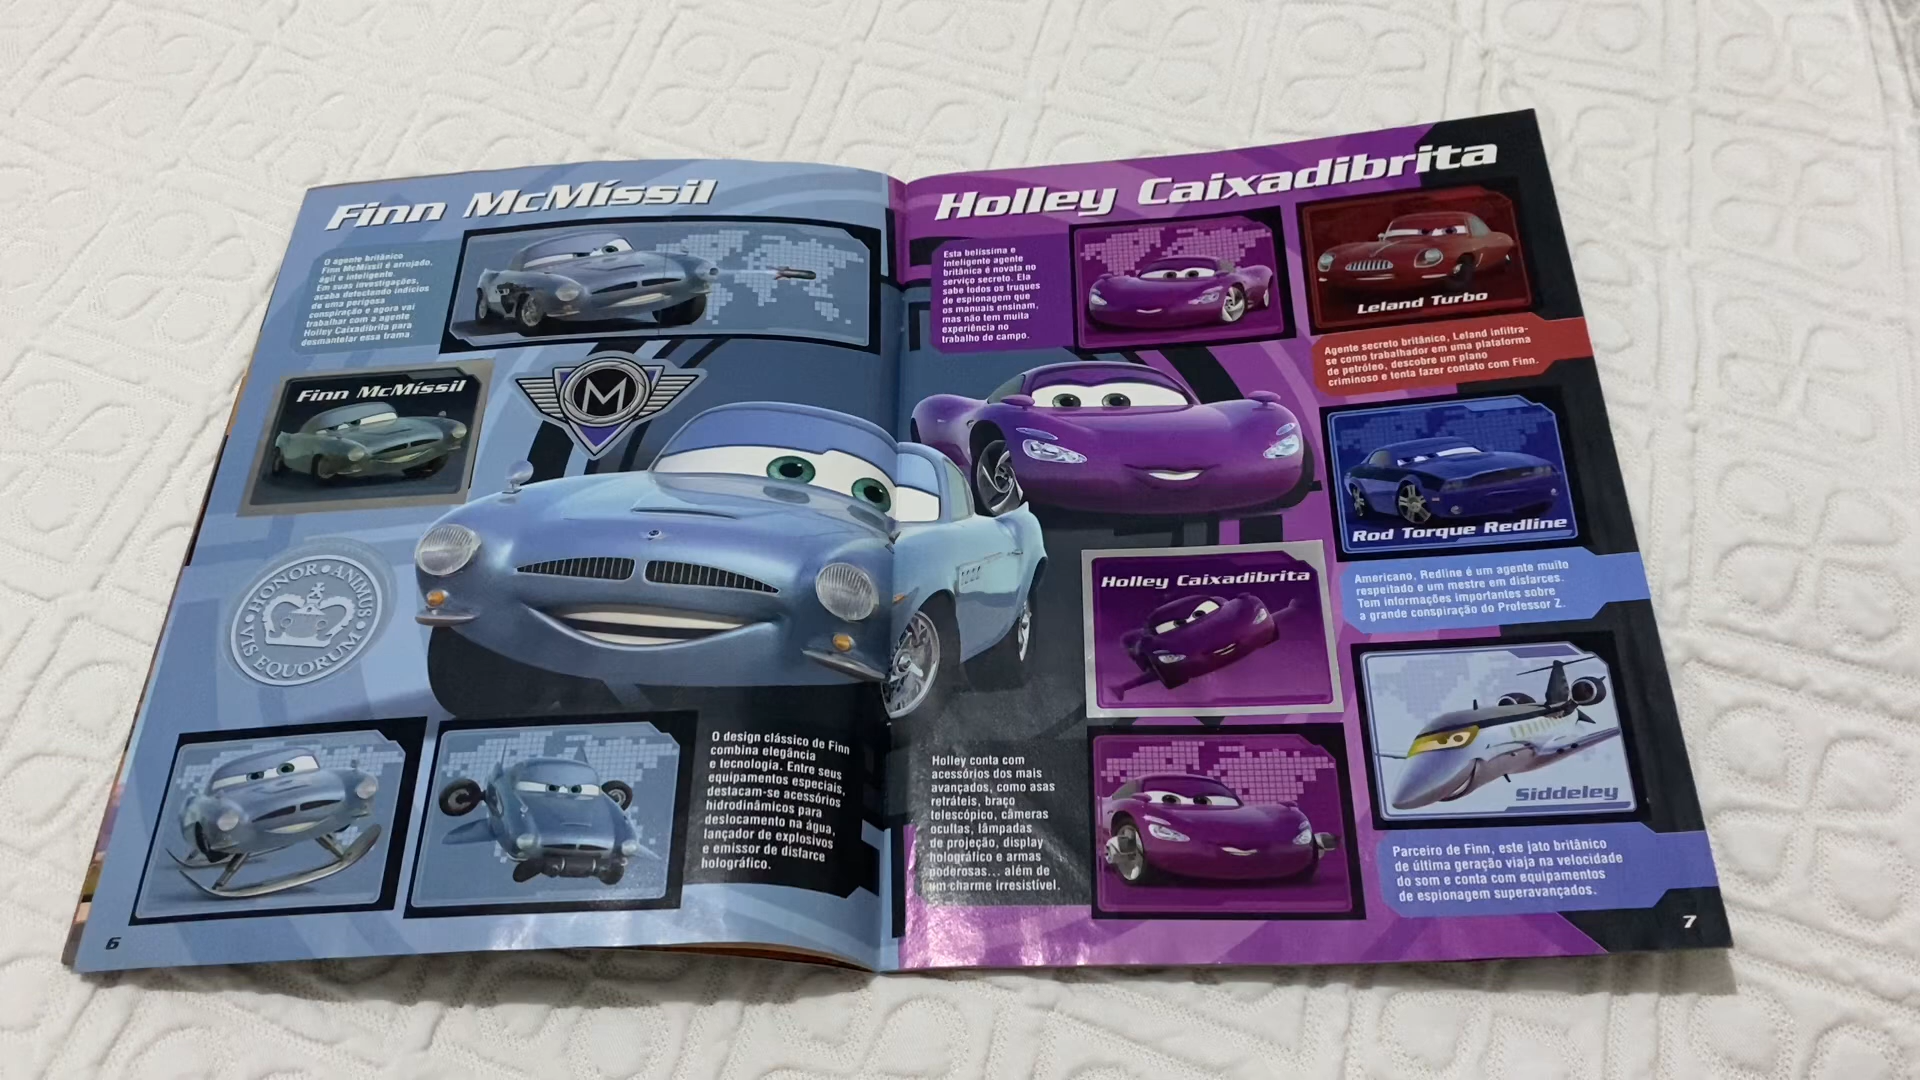 Finn McMíssil
O agente britânico
Finn McMíssil é arrojado,
ágil e inteligente.
Em suas investigações,
acaba detectando indícios
de uma perigosa
conspiração e agora vai
trabalhar com a agente
Holley Caixadibrita para
desmantelar essa trama.
Finn McMíssil
M
HONOR • ANIMUS •
VIS EQUORUM
O design clássico de Finn
combina elegância
e tecnologia. Entre seus
equipamentos especiais,
destacam-se acessórios
hidrodinâmicos para
deslocamento na água,
lançador de explosivos
e emissor de disfarce
holográfico.
6
Holley Caixadibrita
Esta belíssima e
inteligente agente
britânica é novata no
serviço secreto. Ela
sabe todos os truques
de espionagem que
os manuais ensinam,
mas não tem muita
experiência no
trabalho de campo.
Holley Caixadibrita
Holley conta com
acessórios dos mais
avançados, como asas
retráteis, braço
telescópico, câmeras
ocultas, lâmpadas
de projeção, display
holográfico e armas
poderosas... além de
um charme irresistível.
Leland Turbo
Agente secreto britânico, Leland infiltra-
se como trabalhador em uma plataforma
de petróleo, descobre um plano
criminoso e tenta fazer contato com Finn.
Rod Torque Redline
Americano, Redline é um agente muito
respeitado e um mestre em disfarces.
Tem informações importantes sobre
a grande conspiração do Professor Z.
Siddeley
Parceiro de Finn, este jato britânico
de última geração viaja na velocidade
do som e conta com equipamentos
de espionagem superavançados.
7